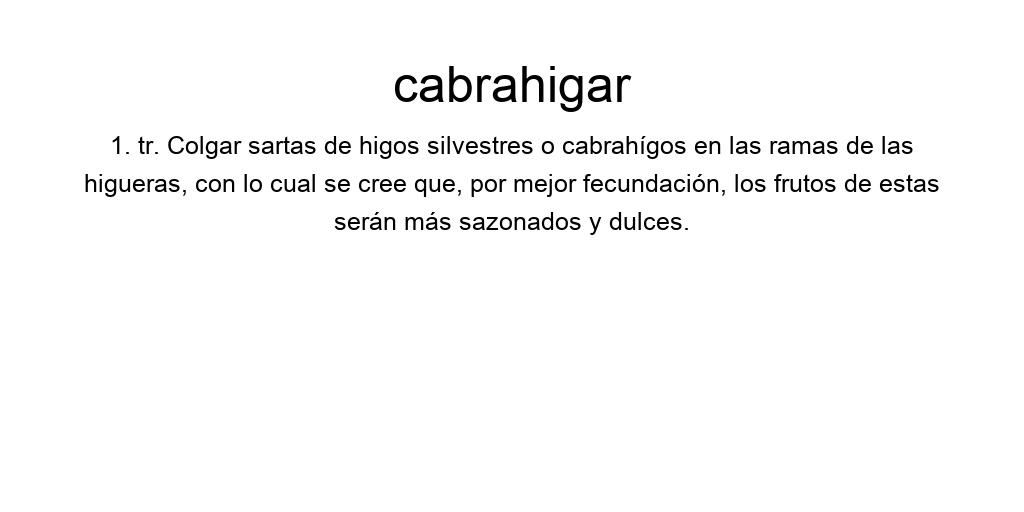 cabrahigar
1. tr. Colgar sartas de higos silvestres o cabrahígos en las ramas de las
higueras, con lo cual se cree que, por mejor fecundación, los frutos de estas
serán más sazonados y dulces.